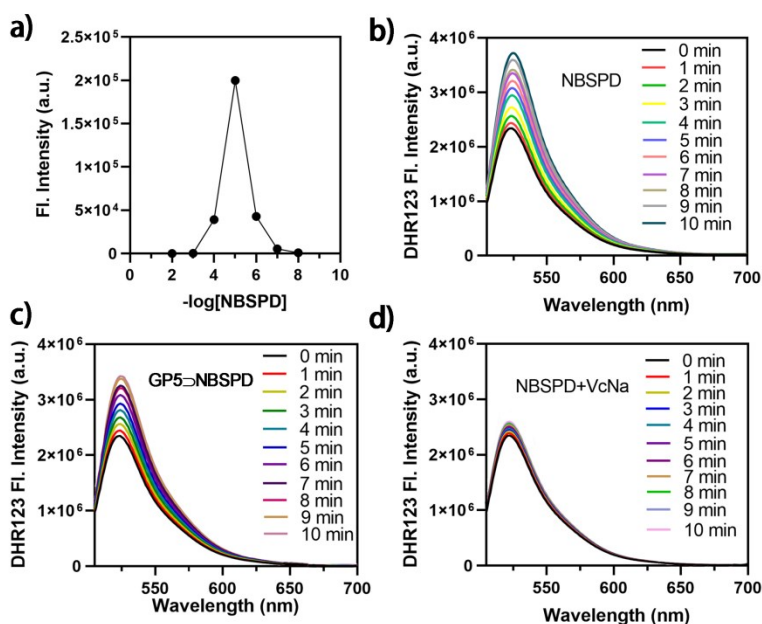 a)
2.5×10⁵
2×10⁵
1.5×10⁵
1×10⁵
5×10⁴
0
Fl. Intensity (a.u.)
0 2 4 6 8 10
-log[NBSPD]
b)
4×10⁶
3×10⁶
2×10⁶
1×10⁶
0
DHR123 Fl. Intensity (a.u.)
NBSPD
0 min
1 min
2 min
3 min
4 min
5 min
6 min
7 min
8 min
9 min
10 min
550 600 650 700
Wavelength (nm)
c)
4×10⁶
3×10⁶
2×10⁶
1×10⁶
0
DHR123 Fl. Intensity (a.u.)
GP5⊃NBSPD
0 min
1 min
2 min
3 min
4 min
5 min
6 min
7 min
8 min
9 min
10 min
550 600 650 700
Wavelength (nm)
d)
4×10⁶
3×10⁶
2×10⁶
1×10⁶
0
DHR123 Fl. Intensity (a.u.)
NBSPD+VcNa
0 min
1 min
2 min
3 min
4 min
5 min
6 min
7 min
8 min
9 min
10 min
550 600 650 700
Wavelength (nm)